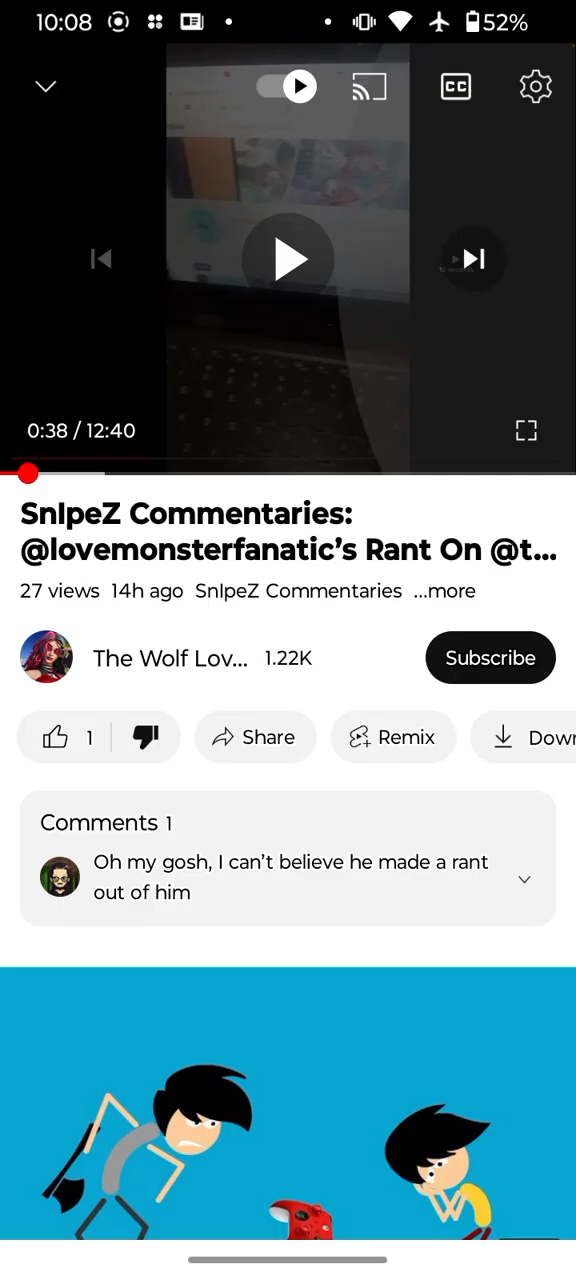 10:08
52%
CC
0:38 / 12:40
SnIpeZ Commentaries:
@lovemonsterfanatic’s Rant On @t...
27 views 14h ago SnIpeZ Commentaries ...more
The Wolf Lov... 1.22K
Subscribe
1
Share
Remix
Down
Comments 1
Oh my gosh, I can’t believe he made a rant
out of him